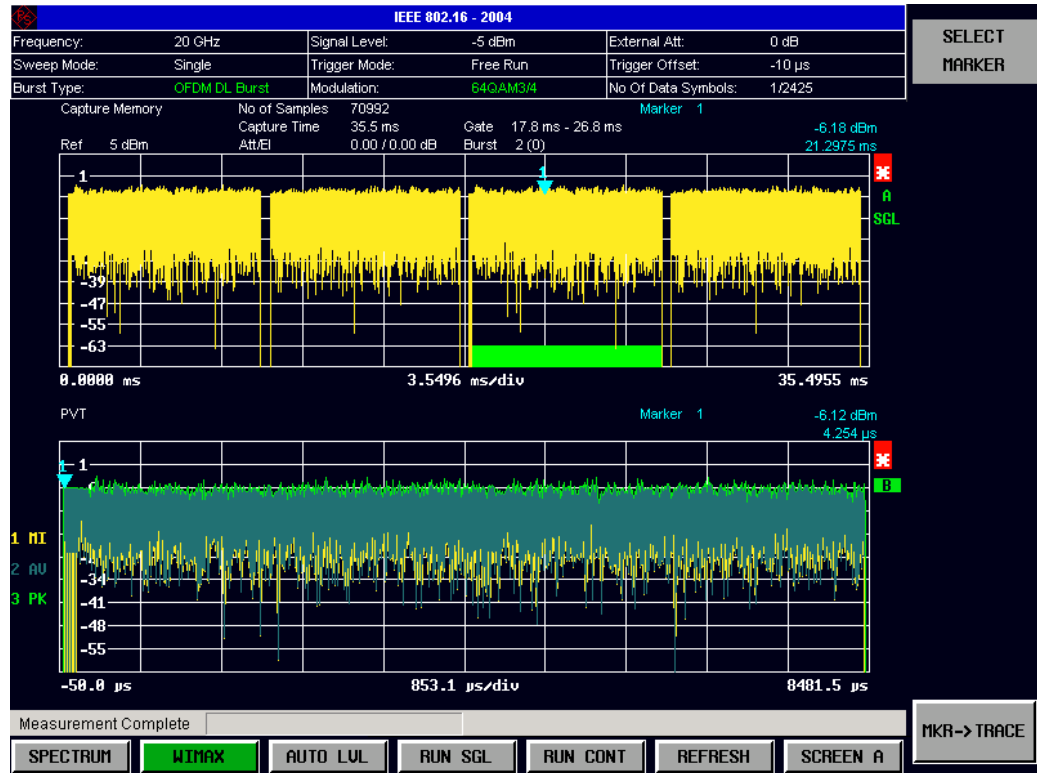 IEEE 802.16 - 2004
Frequency: 20 GHz Signal Level: -5 dBm External Att: 0 dB
Sweep Mode: Single Trigger Mode: Free Run Trigger Offset: -10 µs
Burst Type: OFDM DL Burst Modulation: 64QAM3/4 No Of Data Symbols: 1/2425
SELECT
MARKER
Capture Memory No of Samples 70992 Marker 1
Capture Time 35.5 ms Gate 17.8 ms - 26.8 ms -6.18 dBm
Ref 5 dBm Att/El 0.00 / 0.00 dB Burst 2 (0) 21.2975 ms
1
1
A
SGL
-39
-47
-55
-63
0.0000 ms 3.5496 ms/div 35.4955 ms
PVT Marker 1 -6.12 dBm
4.254 µs
1
1
B
1 MI
2 AV
3 PK
-34
-41
-48
-55
-50.0 µs 853.1 µs/div 8481.5 µs
Measurement Complete
MKR->TRACE
SPECTRUM WIMAX AUTO LVL RUN SGL RUN CONT REFRESH SCREEN A